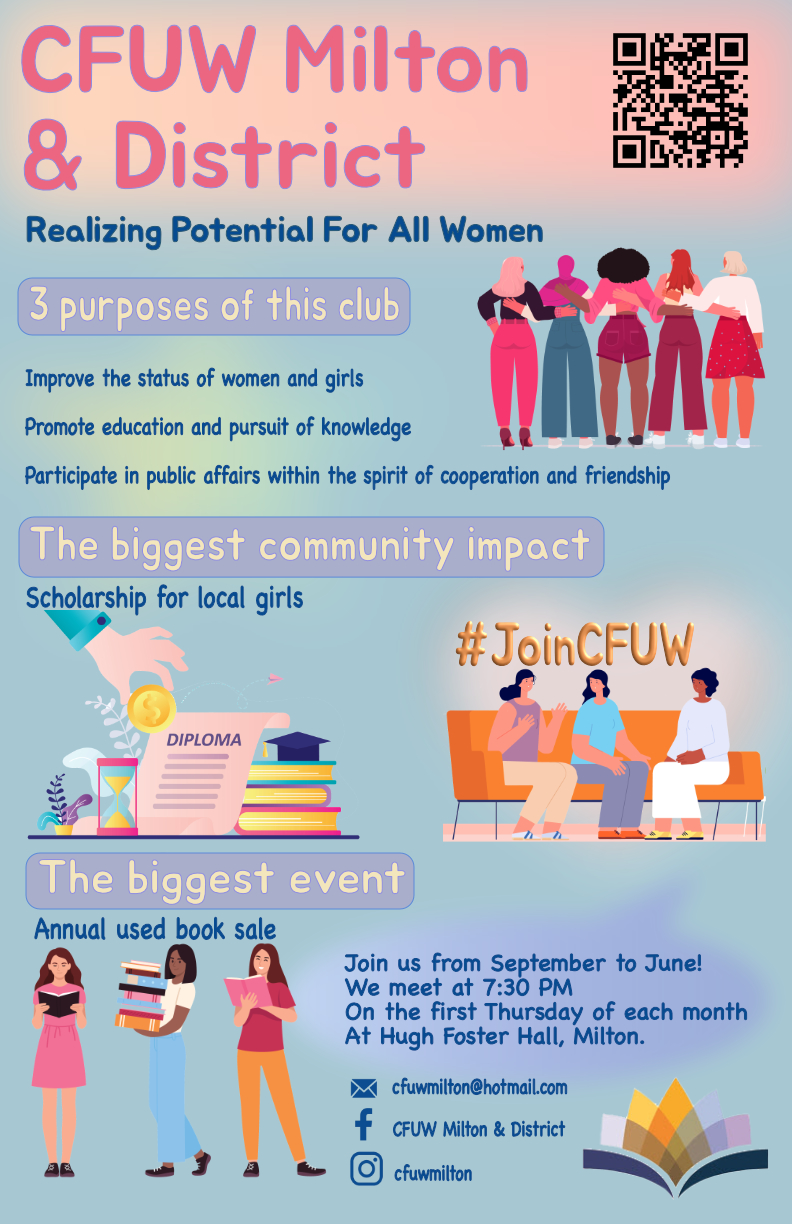 CFUW Milton
& District
Realizing Potential For All Women
3 purposes of this club
Improve the status of women and girls
Promote education and pursuit of knowledge
Participate in public affairs within the spirit of cooperation and friendship
The biggest community impact
Scholarship for local girls
#JoinCFUW
$
DIPLOMA
The biggest event
Annual used book sale
Join us from September to June!
We meet at 7:30 PM
On the first Thursday of each month
At Hugh Foster Hall, Milton.
cfuwmilton@hotmail.com
CFUW Milton & District
cfuwmilton